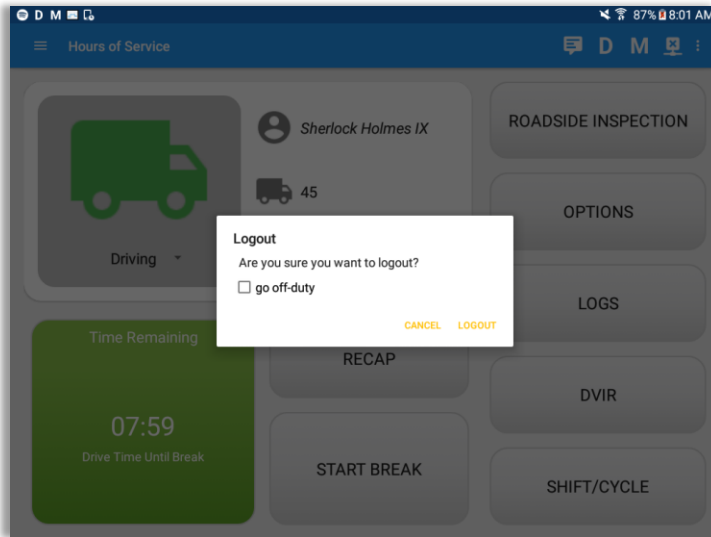 D M 87% 8:01 AM
Hours of Service D M
Sherlock Holmes IX
45
Driving
ROADSIDE INSPECTION
OPTIONS
LOGS
DVIR
SHIFT/CYCLE
Logout
Are you sure you want to logout?
go off-duty
CANCEL LOGOUT
Time Remaining
07:59
Drive Time Until Break
RECAP
START BREAK